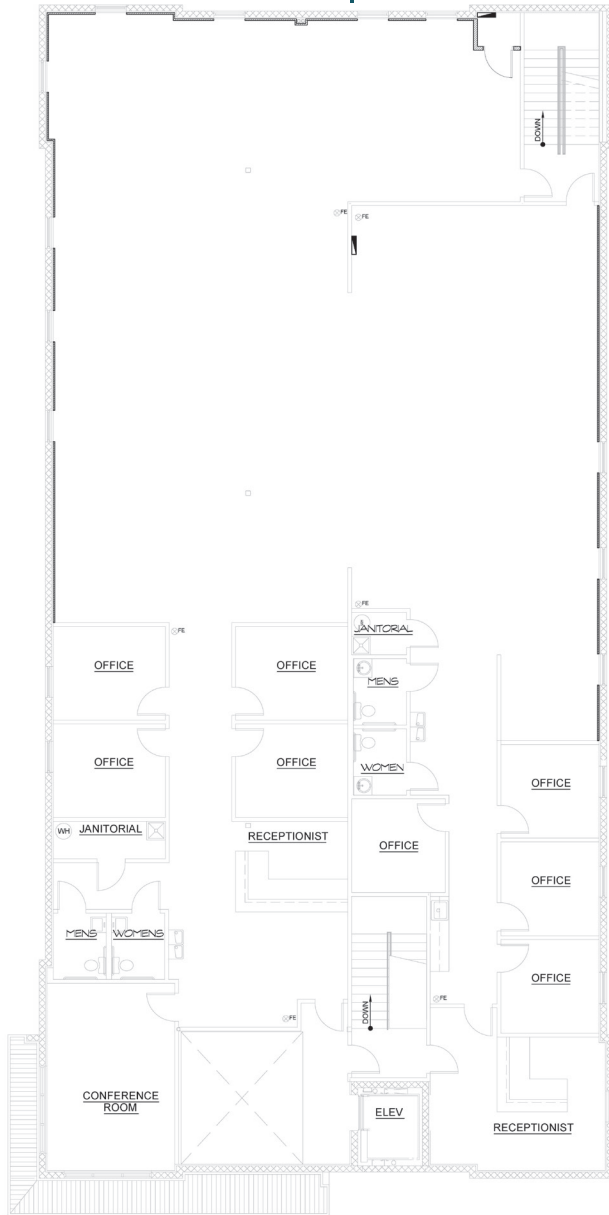 DOWN
FE
FE
FE
JANITORIAL
FE
OFFICE
OFFICE
MENS
OFFICE
OFFICE
WOMEN
OFFICE
WH
JANITORIAL
RECEPTIONIST
OFFICE
OFFICE
MENS
WOMENS
OFFICE
FE
DOWN
FE
CONFERENCE
ROOM
ELEV
RECEPTIONIST